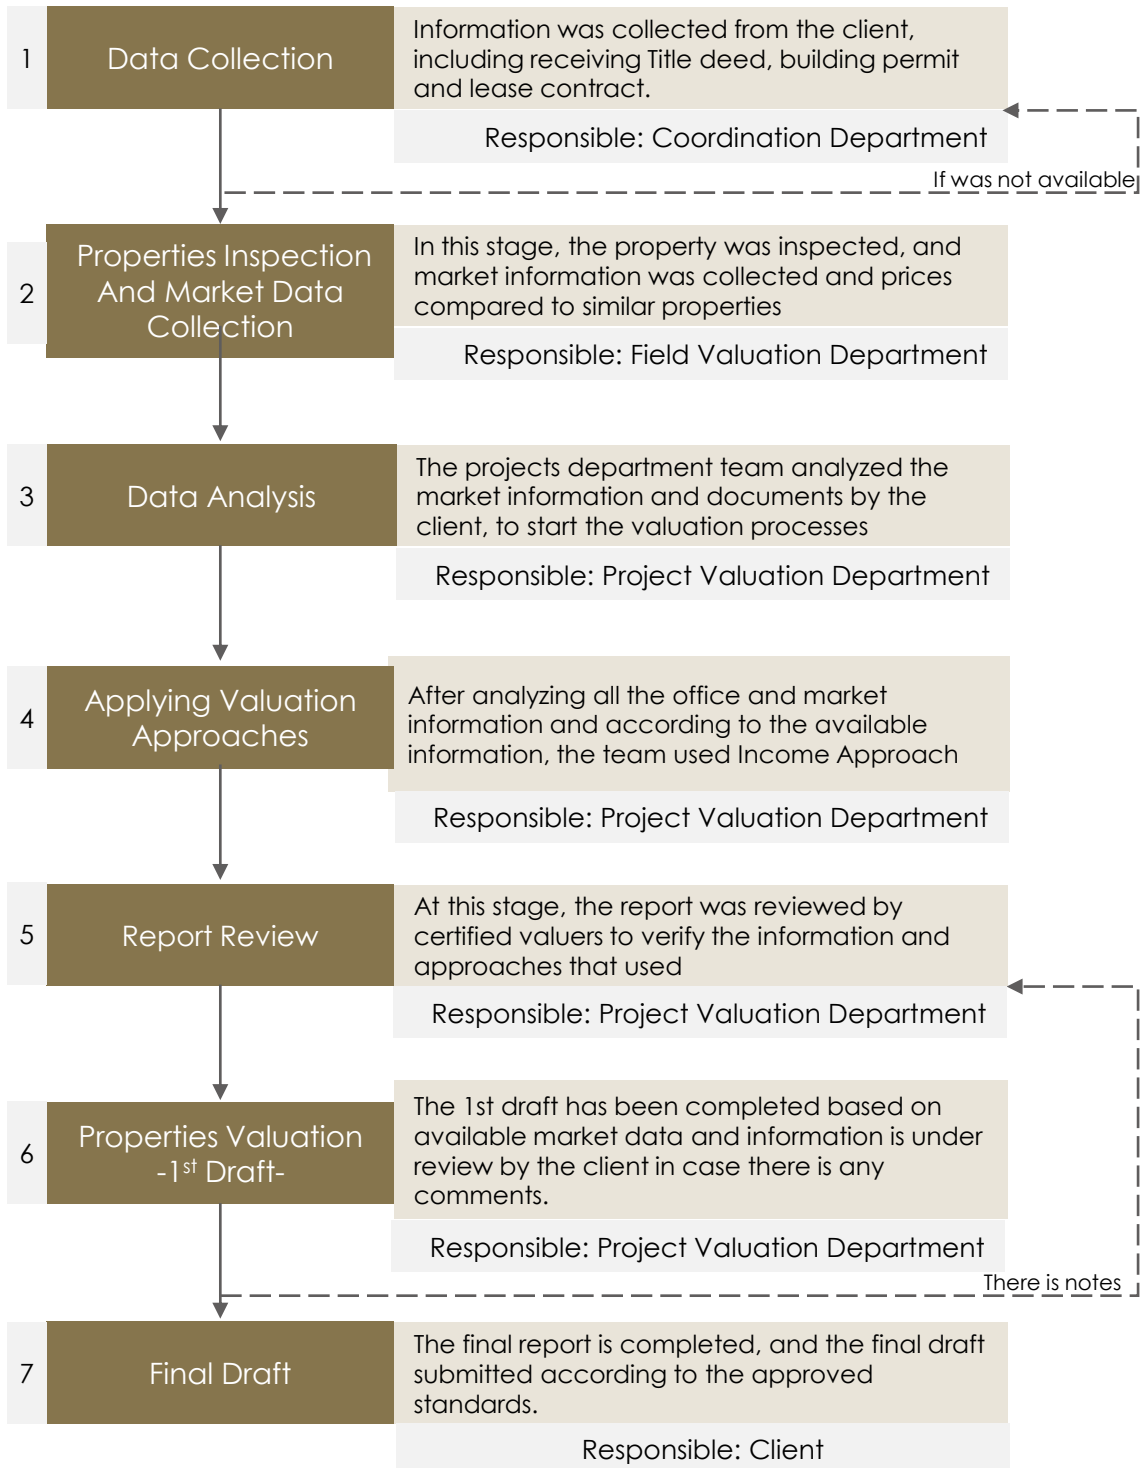 1
Data Collection
Information was collected from the client,
including receiving Title deed, building permit
and lease contract.
Responsible: Coordination Department
If was not available
2
Properties Inspection
And Market Data
Collection
In this stage, the property was inspected, and
market information was collected and prices
compared to similar properties
Responsible: Field Valuation Department
3
Data Analysis
The projects department team analyzed the
market information and documents by the
client, to start the valuation processes
Responsible: Project Valuation Department
4
Applying Valuation
Approaches
After analyzing all the office and market
information and according to the available
information, the team used Income Approach
Responsible: Project Valuation Department
5
Report Review
At this stage, the report was reviewed by
certified valuers to verify the information and
approaches that used
Responsible: Project Valuation Department
6
Properties Valuation
-1st Draft-
The 1st draft has been completed based on
available market data and information is under
review by the client in case there is any
comments.
Responsible: Project Valuation Department
There is notes
7
Final Draft
The final report is completed, and the final draft
submitted according to the approved
standards.
Responsible: Client